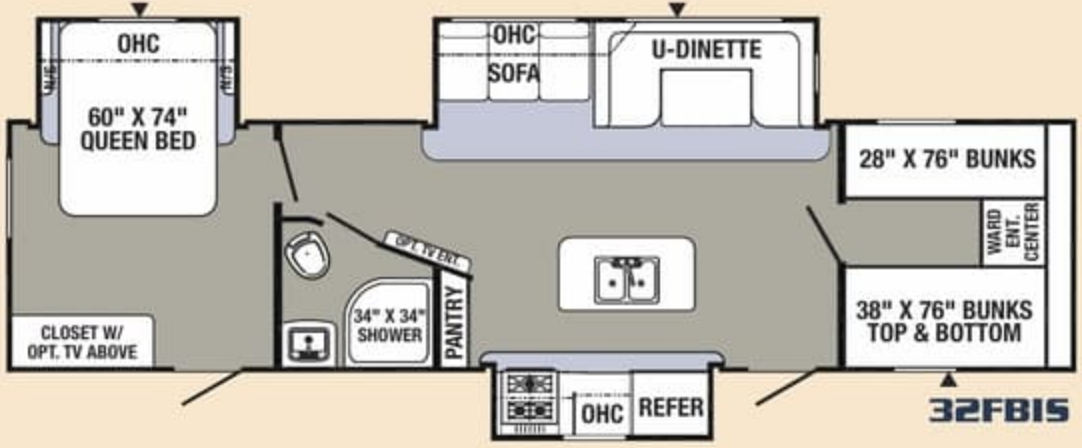 OHC
N/S
N/S
60" X 74"
QUEEN BED
OHC
SOFA
U-DINETTE
28" X 76" BUNKS
WARD
ENT.
CENTER
38" X 76" BUNKS
TOP & BOTTOM
OPT. TV ENT.
PANTRY
34" X 34"
SHOWER
CLOSET W/
OPT. TV ABOVE
OHC
REFER
32FBIS